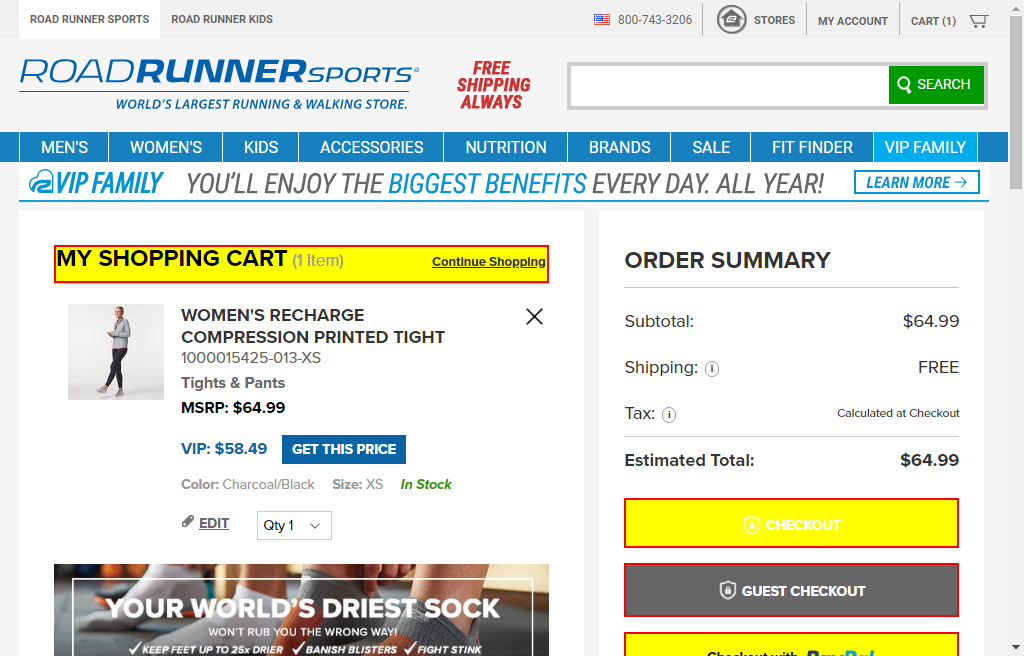 ROAD RUNNER SPORTS ROAD RUNNER KIDS 800-743-3206 STORES MY ACCOUNT CART (1)
ROADRUNNERSPORTS
WORLD'S LARGEST RUNNING & WALKING STORE.
FREE
SHIPPING
ALWAYS
SEARCH
MEN'S WOMEN'S KIDS ACCESSORIES NUTRITION BRANDS SALE FIT FINDER VIP FAMILY
VIP FAMILY YOU'LL ENJOY THE BIGGEST BENEFITS EVERY DAY. ALL YEAR! LEARN MORE →
MY SHOPPING CART (1 Item) Continue Shopping
WOMEN'S RECHARGE
COMPRESSION PRINTED TIGHT
1000015425-013-XS
Tights & Pants
MSRP: $64.99
VIP: $58.49 GET THIS PRICE
Color: Charcoal/Black Size: XS In Stock
EDIT Qty 1
YOUR WORLD'S DRIEST SOCK
WON'T RUB YOU THE WRONG WAY!
✓KEEP FEET UP TO 25x DRIER ✓BANISH BLISTERS ✓FIGHT STINK
ORDER SUMMARY
Subtotal: $64.99
Shipping: i FREE
Tax: i Calculated at Checkout
Estimated Total: $64.99
CHECKOUT
GUEST CHECKOUT
Checkout with PayPal